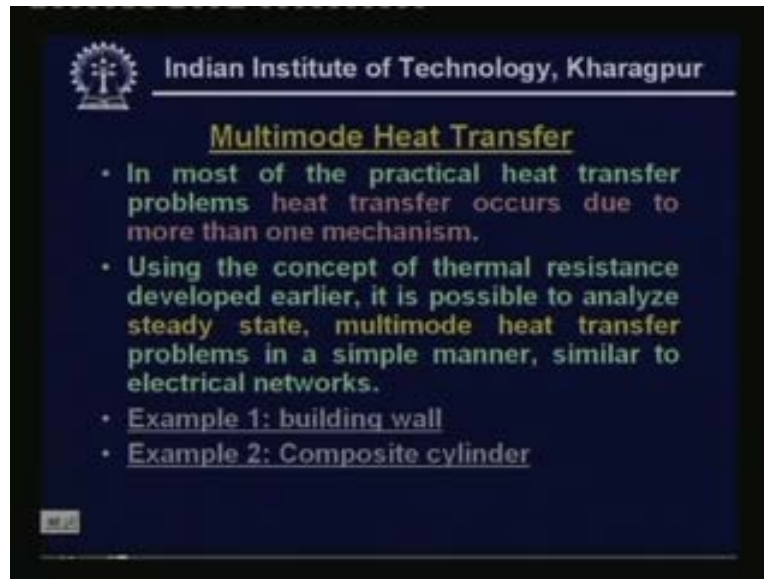 Indian Institute of Technology, Kharagpur
Multimode Heat Transfer
• In most of the practical heat transfer
problems heat transfer occurs due to
more than one mechanism.
• Using the concept of thermal resistance
developed earlier, it is possible to analyze
steady state, multimode heat transfer
problems in a simple manner, similar to
electrical networks.
• Example 1: building wall
• Example 2: Composite cylinder